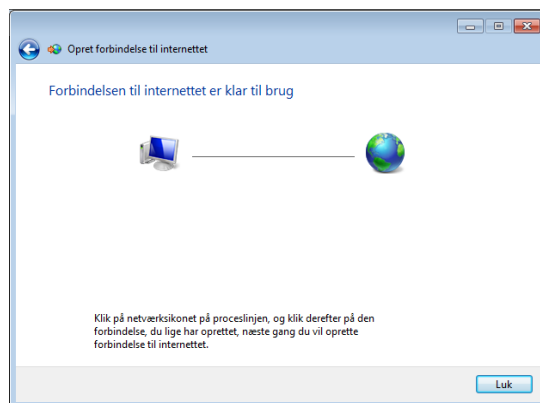 Opret forbindelse til internettet
Forbindelsen til internettet er klar til brug
Klik på netværksikonet på proceslinjen, og klik derefter på den
forbindelse, du lige har oprettet, næste gang du vil oprette
forbindelse til internettet.
Luk